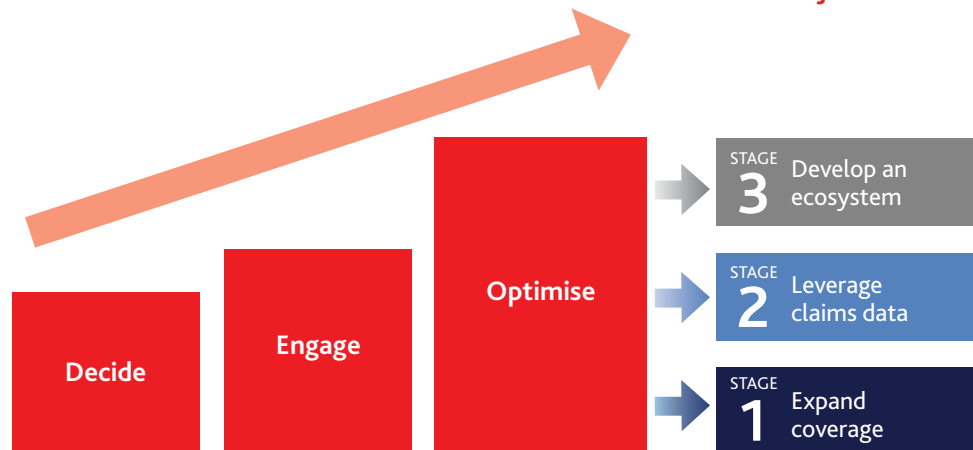 Decide
Engage
Optimise
STAGE
3
Develop an
ecosystem
STAGE
2
Leverage
claims data
STAGE
1
Expand
coverage